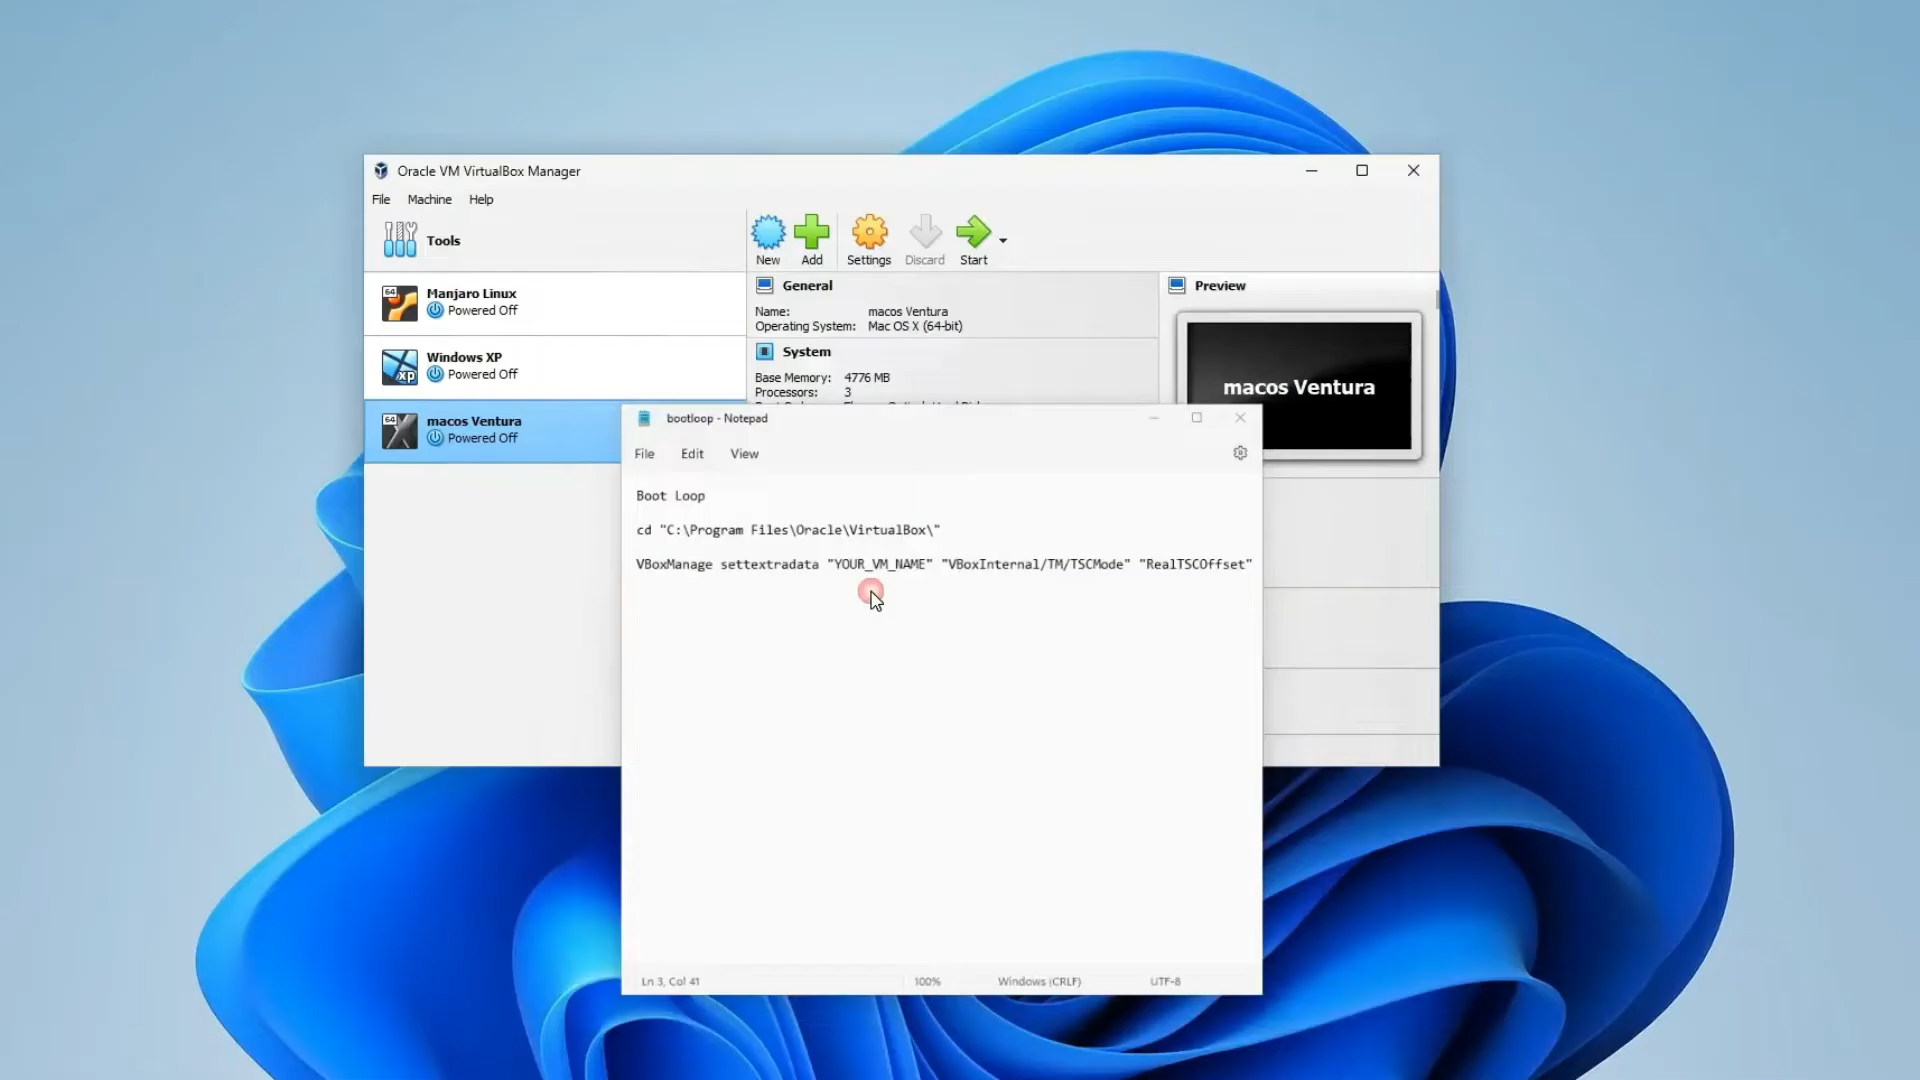 Oracle VM VirtualBox Manager
File Machine Help
Tools
New Add Settings Discard Start
64
Manjaro Linux
Powered Off
XP
Windows XP
Powered Off
64
macos Ventura
Powered Off
General
Name: macos Ventura
Operating System: Mac OS X (64-bit)
System
Base Memory: 4776 MB
Processors: 3
Preview
macos Ventura
bootloop - Notepad
File Edit View
Boot Loop
cd "C:\Program Files\Oracle\VirtualBox\"
VBoxManage settextradata "YOUR_VM_NAME" "VBoxInternal/TM/TSCMode" "RealTSCOffset"
Ln 3, Col 41 100% Windows (CRLF) UTF-8